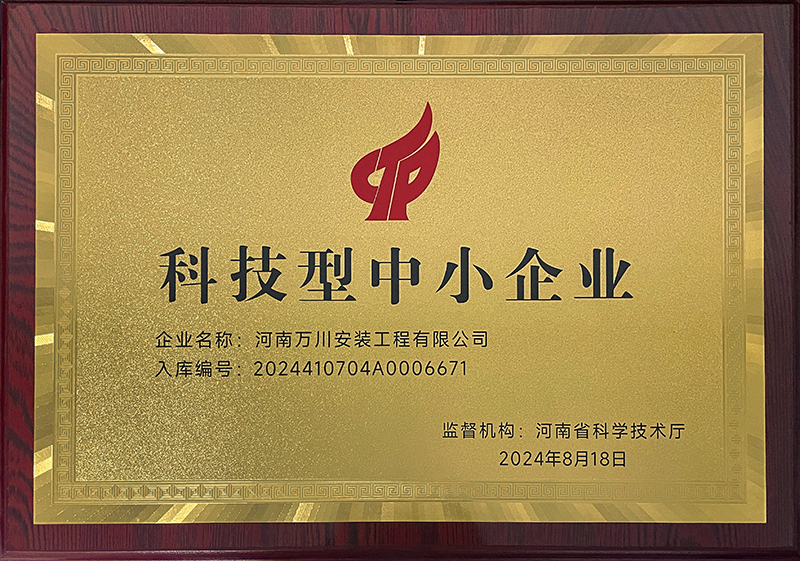 科技型中小企业
企业名称：河南万川安装工程有限公司
入库编号：2024410704A0006671
监督机构：河南省科学技术厅
2024年8月18日